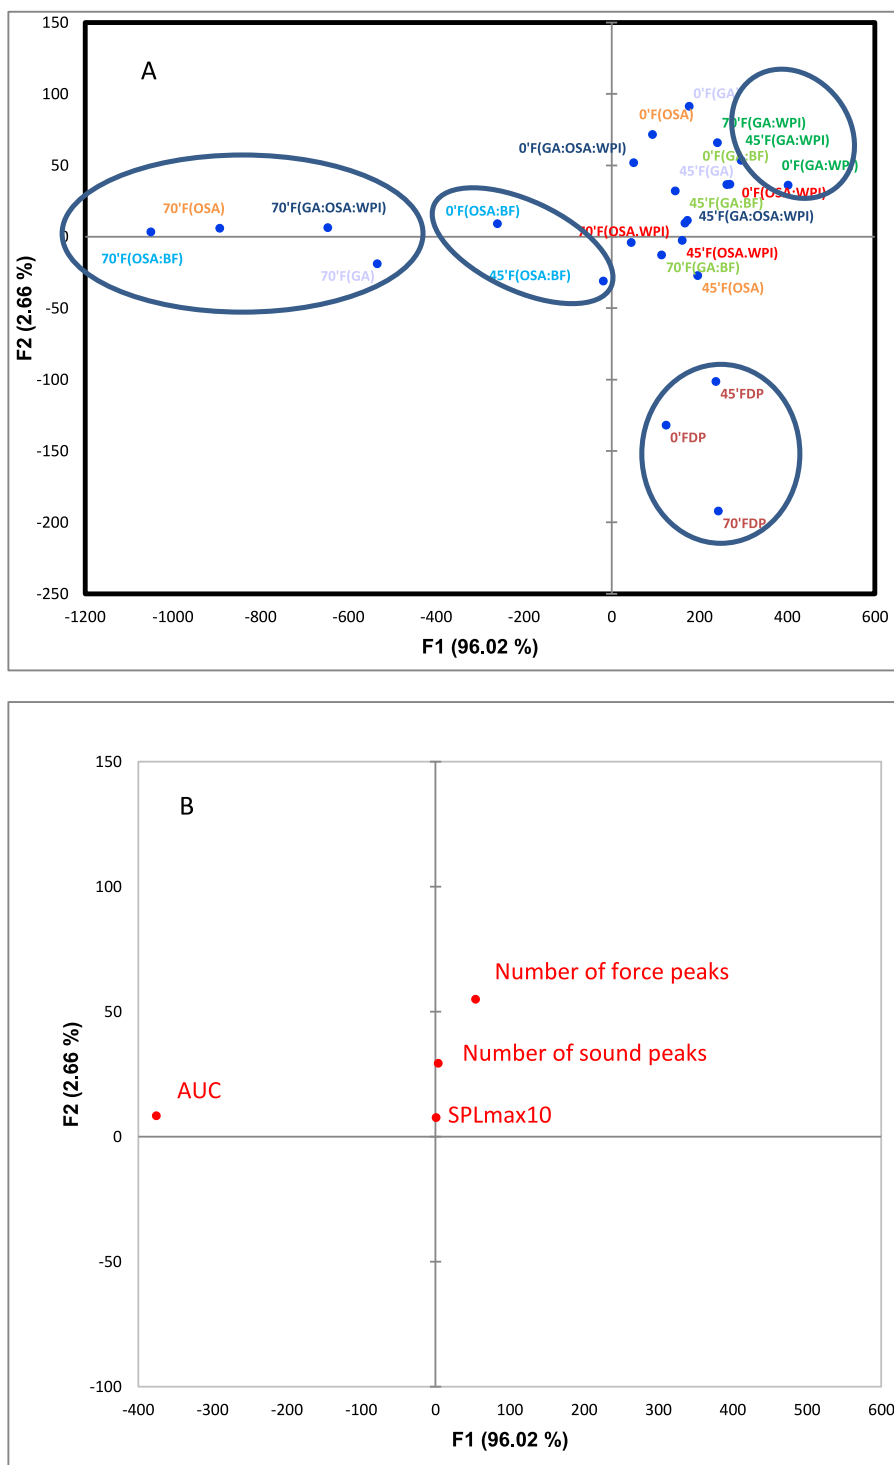 150
A
100
0'F(GA)
0'F(OSA)
70'F(GA:WPI)
45'F(GA:WPI)
0'F(GA:OSA:WPI)
0'F(GA:BF)
0'F(GA:WPI)
50
45'F(GA)
0'F(OSA:WPI)
45'F(GA:BF)
70'F(OSA)
70'F(GA:OSA:WPI)
0'F(OSA:BF)
45'F(GA:OSA:WPI)
0
70'F(OSA.WPI)
70'F(OSA:BF)
45'F(OSA.WPI)
70'F(GA)
45'F(OSA:BF)
70'F(GA:BF)
-50
45'F(OSA)
-100
45'FDP
0'FDP
-150
-200
70'FDP
-250
F2 (2.66 %)
-1200 -1000 -800 -600 -400 -200 0 200 400 600
F1 (96.02 %)
150
B
100
Number of force peaks
50
Number of sound peaks
AUC
SPLmax10
0
-50
-100
F2 (2.66 %)
-400 -300 -200 -100 0 100 200 300 400 500 600
F1 (96.02 %)